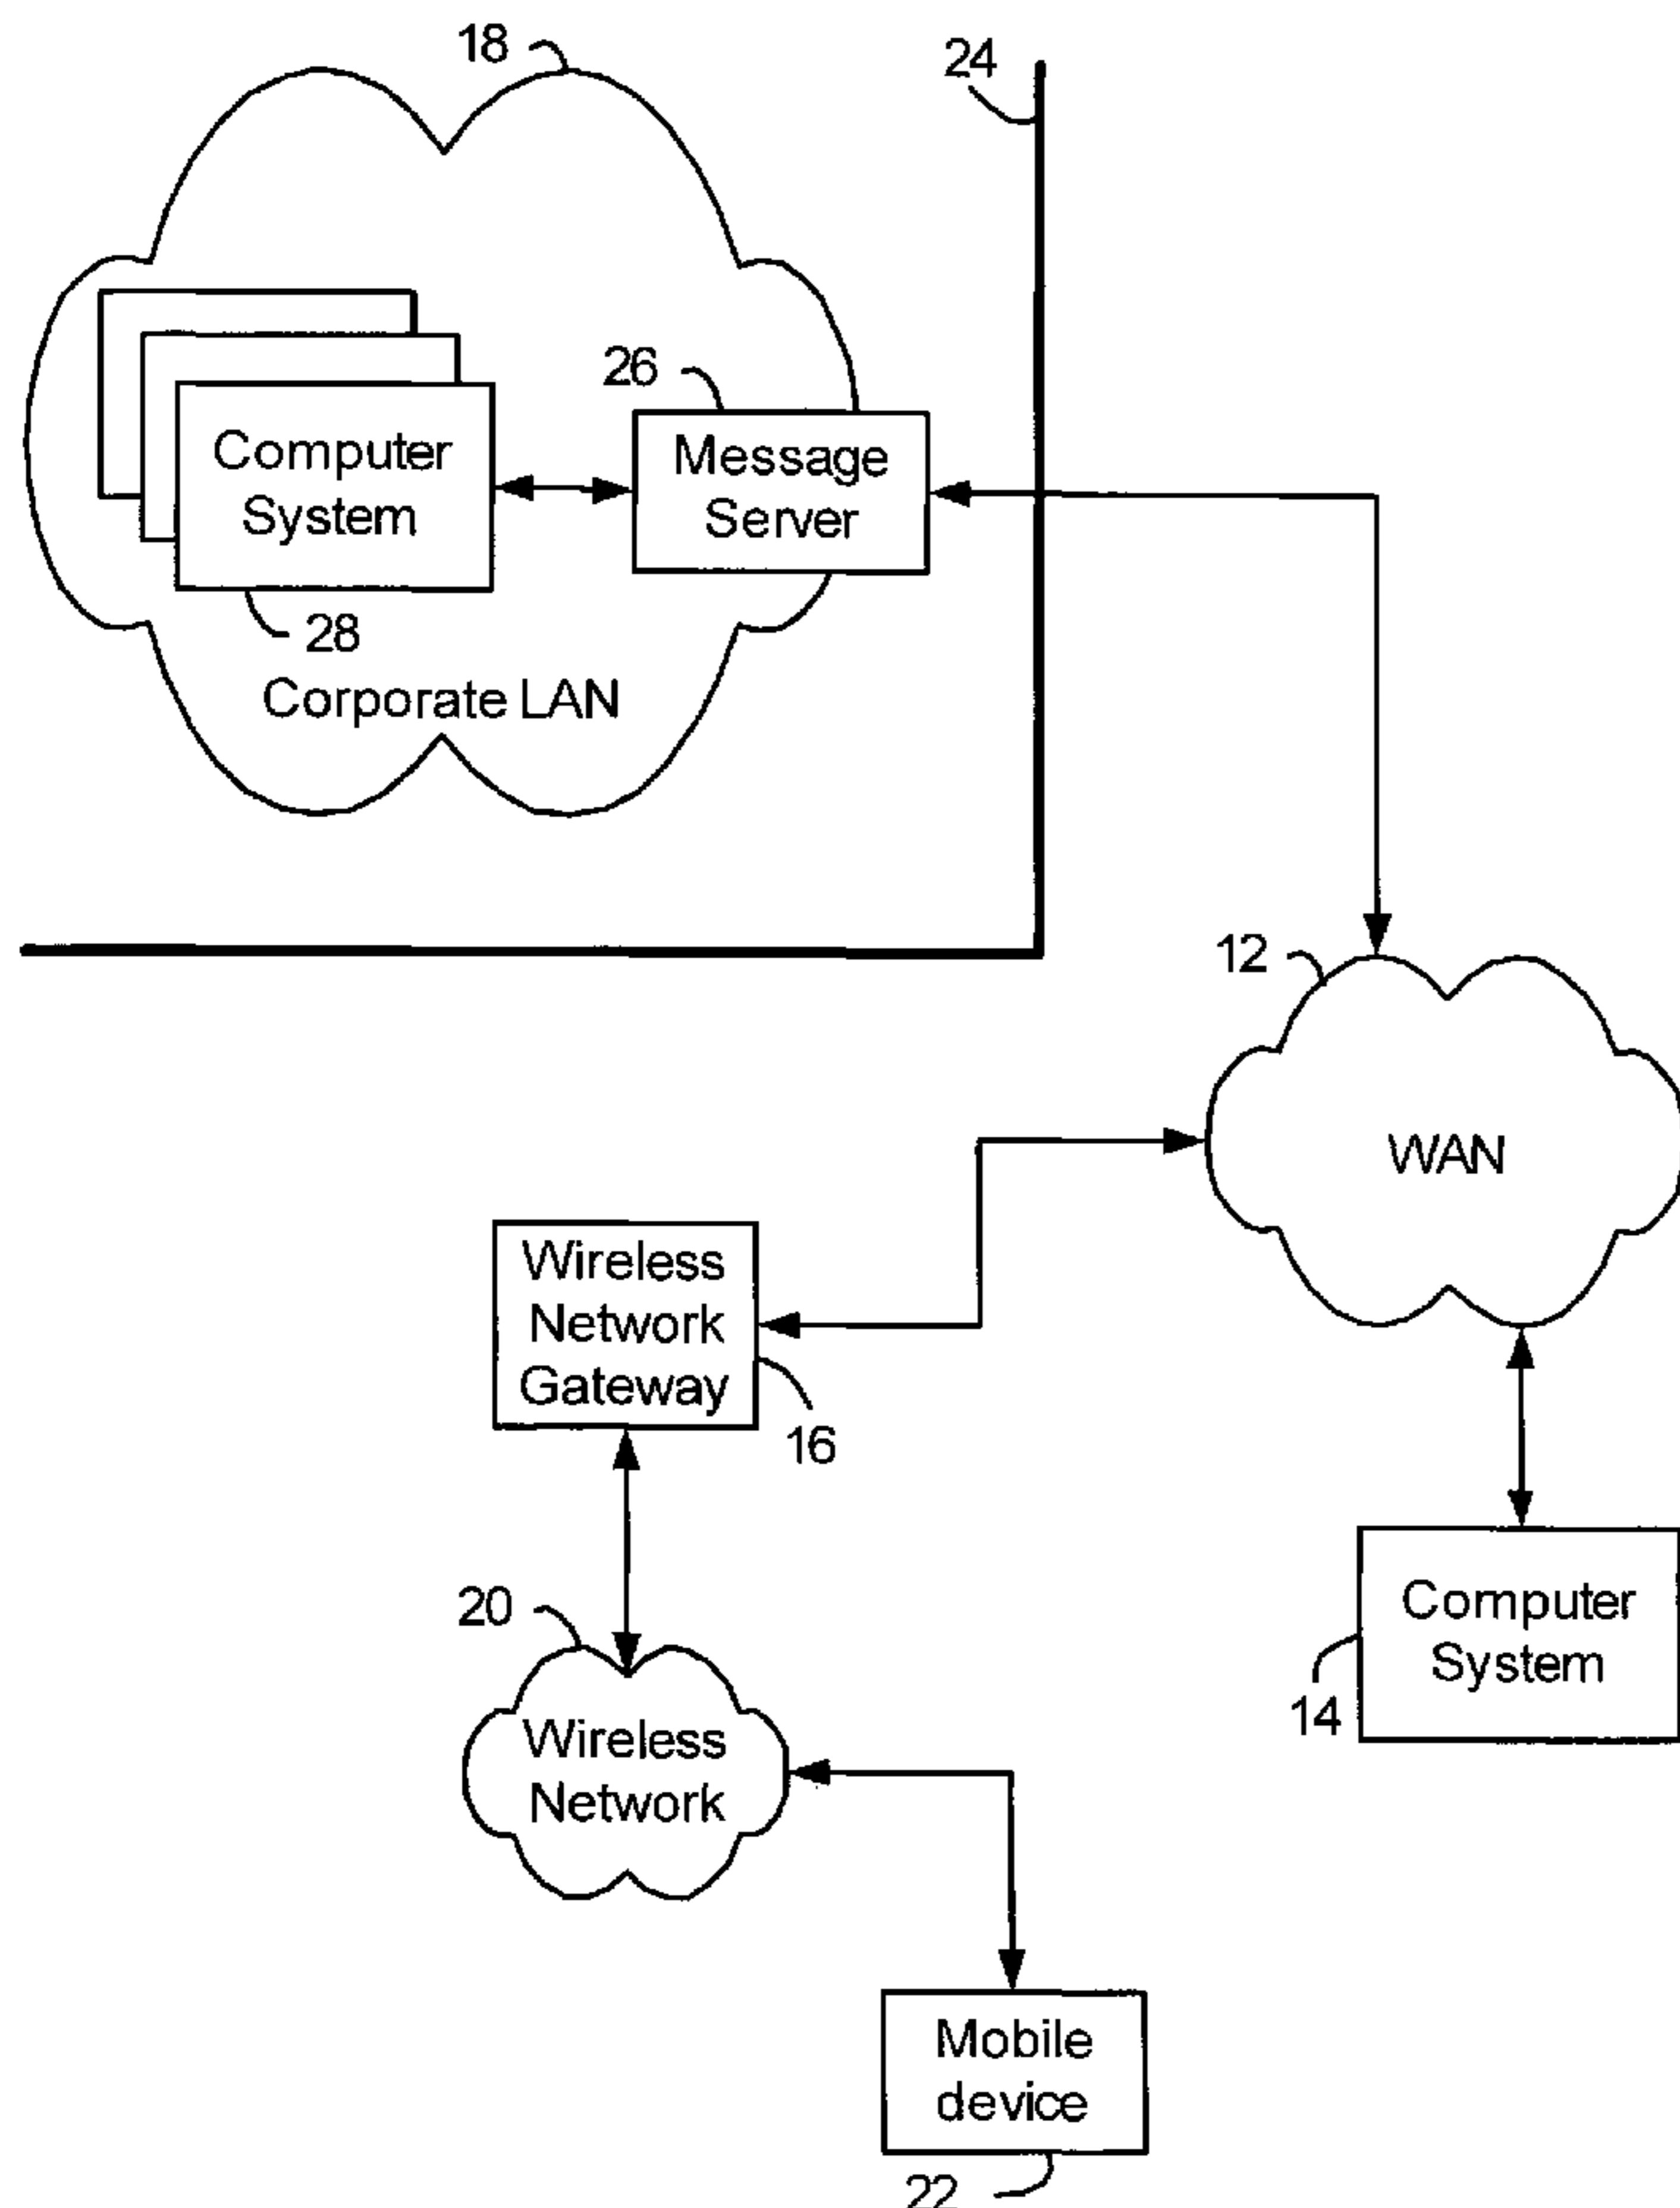 18
24
26
Computer
System
Message
Server
28
Corporate LAN
12
WAN
Wireless
Network
Gateway
16
20
Computer
System
14
Wireless
Network
Mobile
device
22